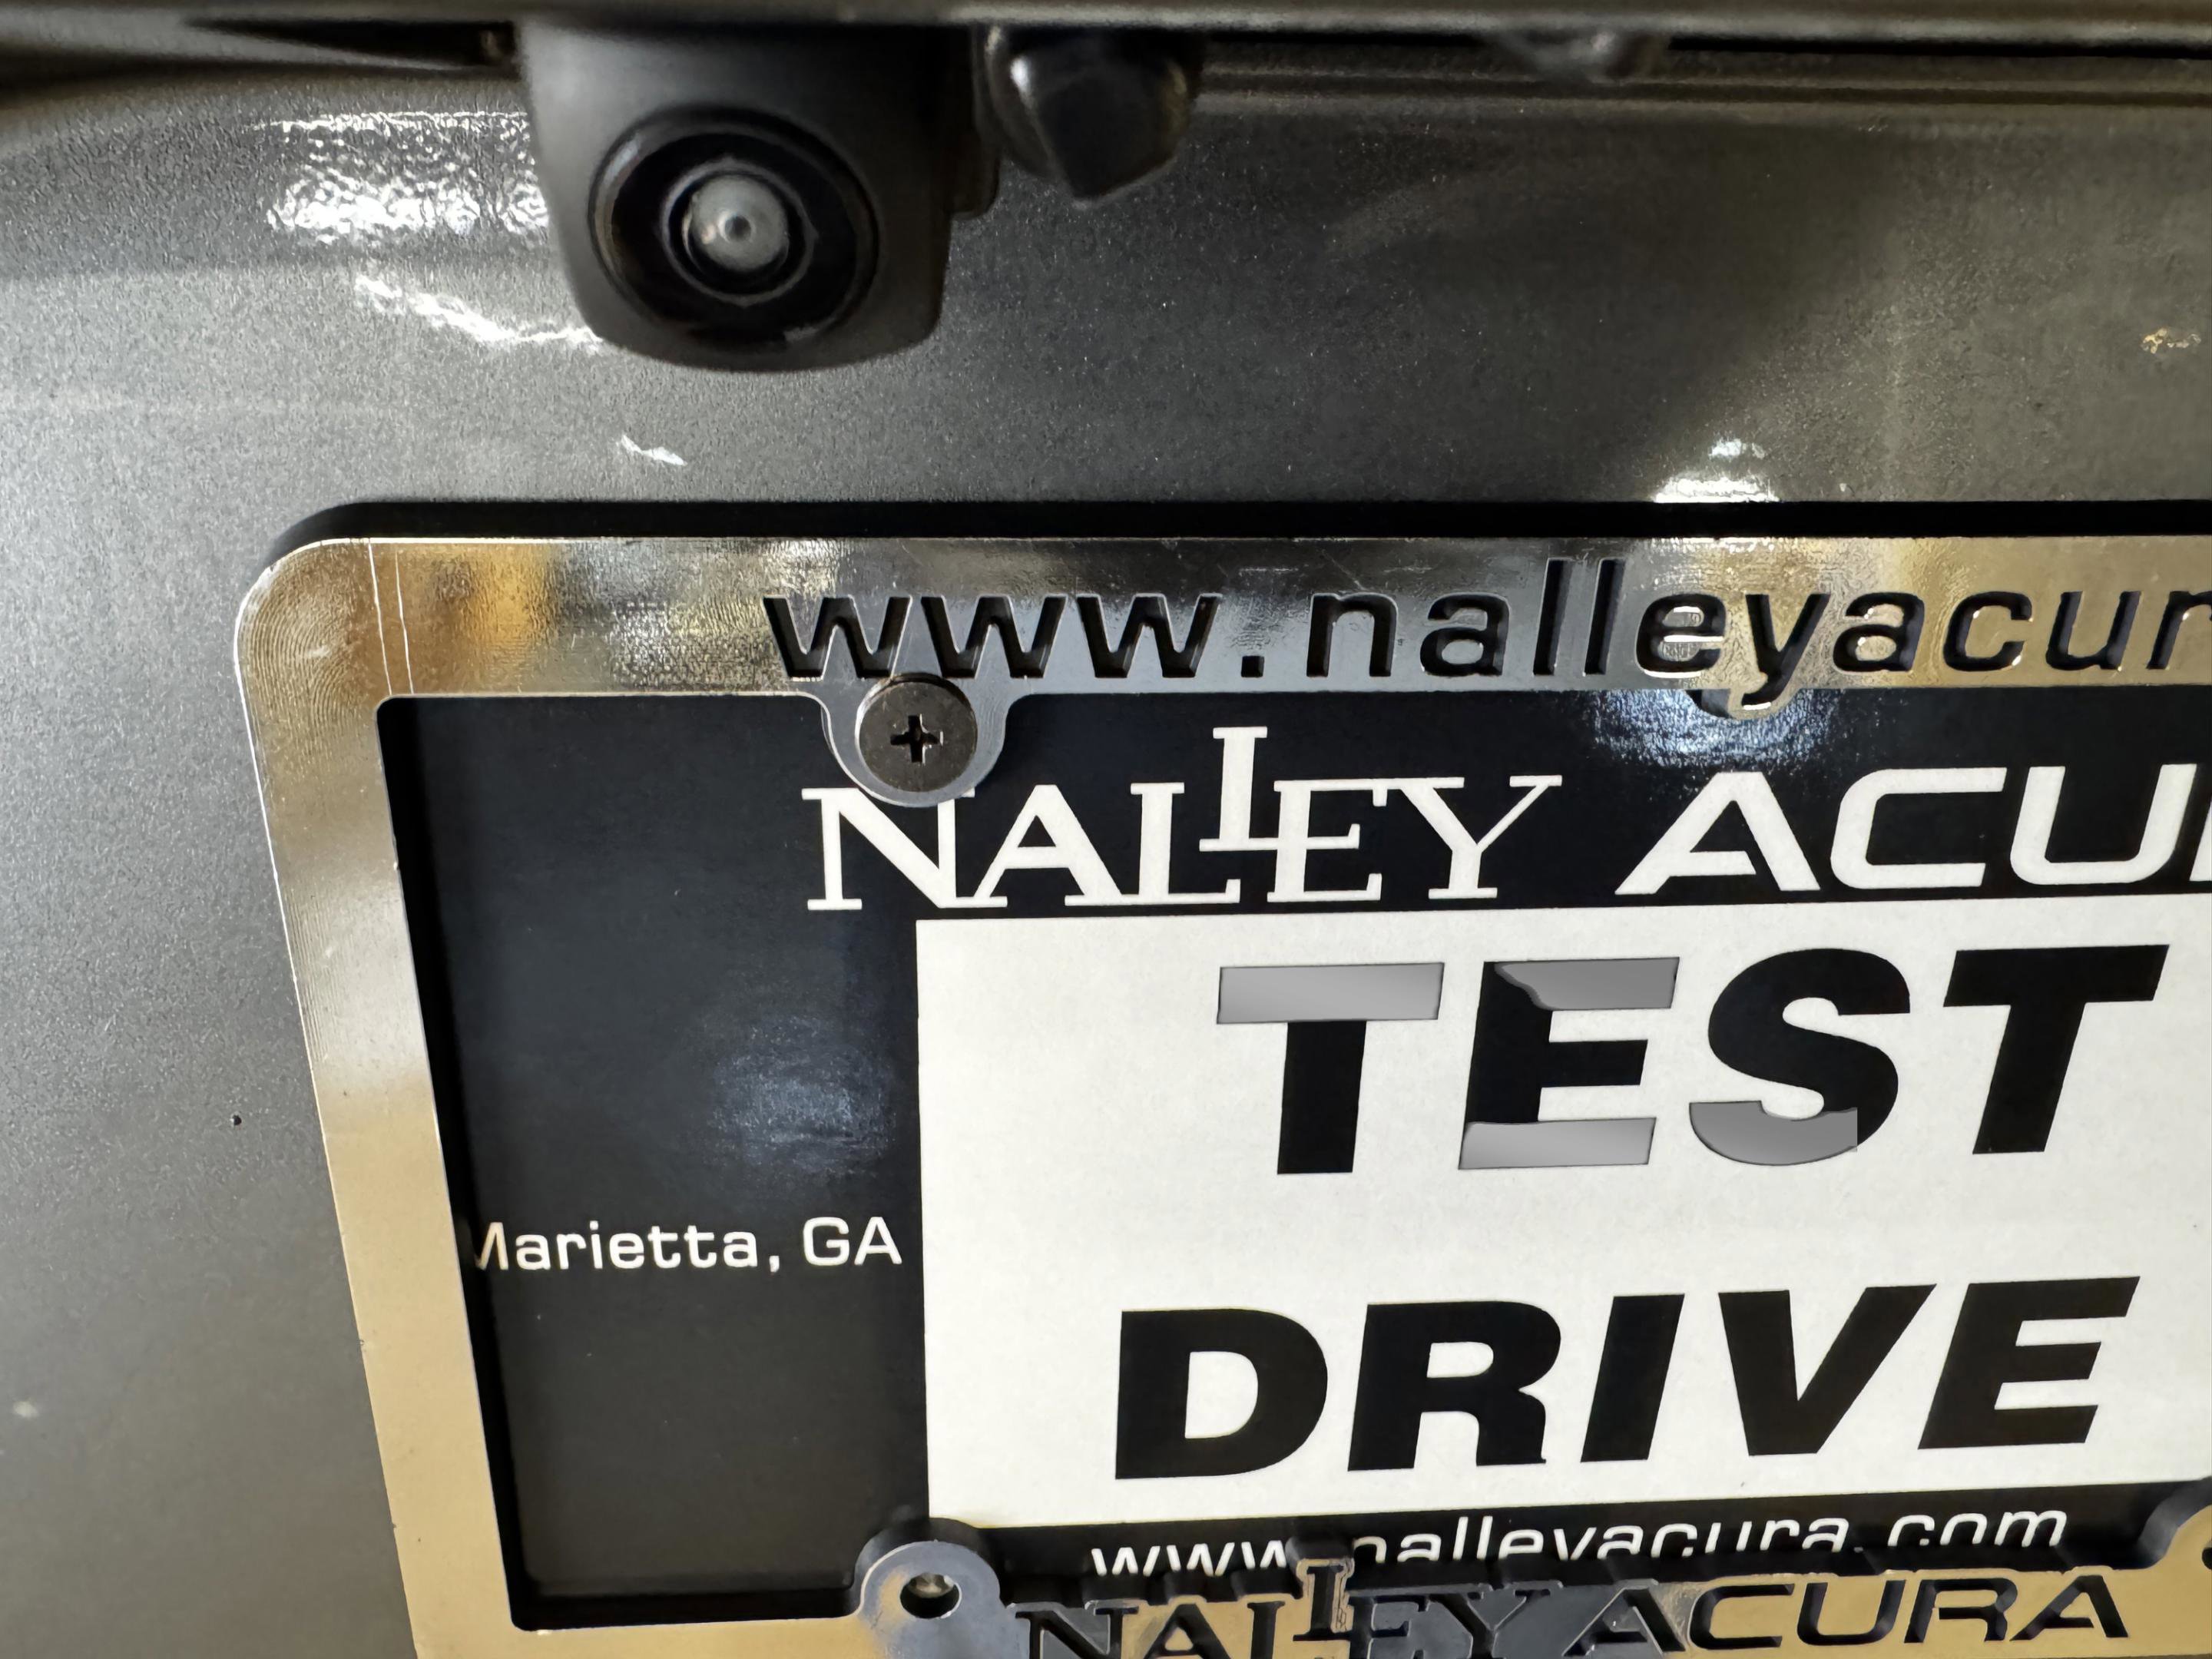 www.nalleyacur
NALLEY ACU
TEST
Marietta, GA
DRIVE
www.nalleyacura.com
NALLEY ACURA